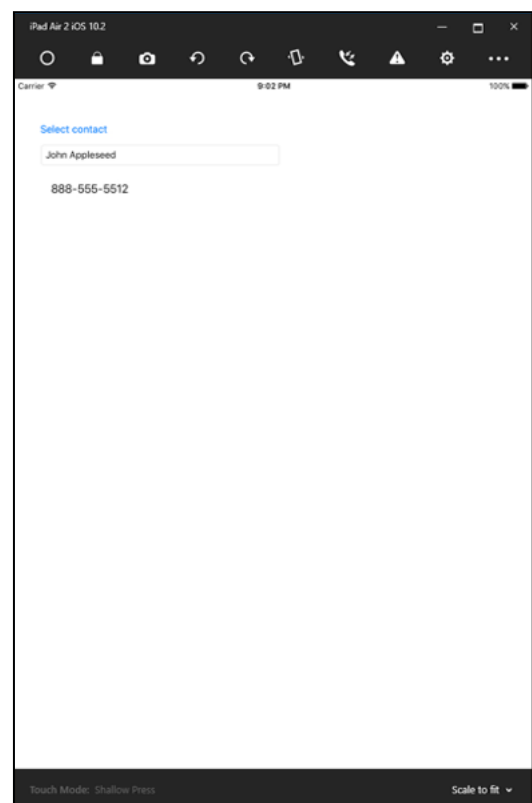 iPad Air 2 iOS 10.2
Carrier 9:02 PM 100%
Select contact
John Appleseed
888-555-5512
Touch Mode: Shallow Press Scale to fit